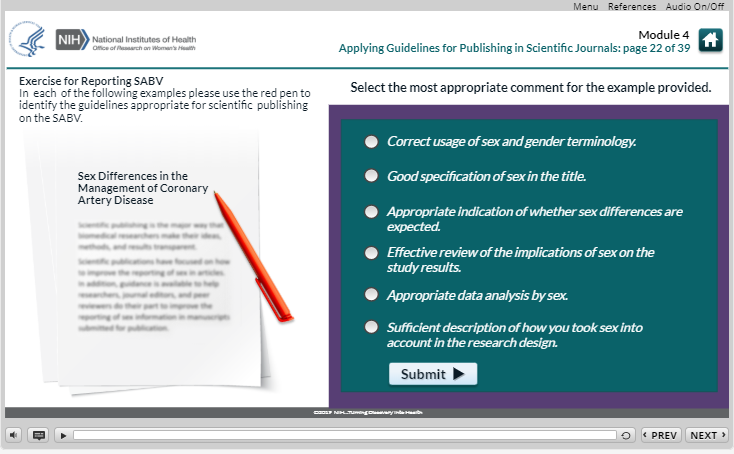 Menu References Audio On/Off
NIH National Institutes of Health
Office of Research on Women's Health
Module 4
Applying Guidelines for Publishing in Scientific Journals: page 22 of 39
Exercise for Reporting SABV
In each of the following examples please use the red pen to
identify the guidelines appropriate for scientific publishing
on the SABV.
Sex Differences in the
Management of Coronary
Artery Disease
Scientific publishing is the major way that
biomedical researchers make their ideas,
methods, and results transparent.
Scientific publications have focused on how
to improve the reporting of sex in articles.
In addition, guidance is available to help
researchers, journal editors, and peer
reviewers do their part to improve the
reporting of sex information in manuscripts
submitted for publication.
Select the most appropriate comment for the example provided.
Correct usage of sex and gender terminology.
Good specification of sex in the title.
Appropriate indication of whether sex differences are
expected.
Effective review of the implications of sex on the
study results.
Appropriate data analysis by sex.
Sufficient description of how you took sex into
account in the research design.
Submit
NIH...Turning Discovery Into Health
PREV
NEXT